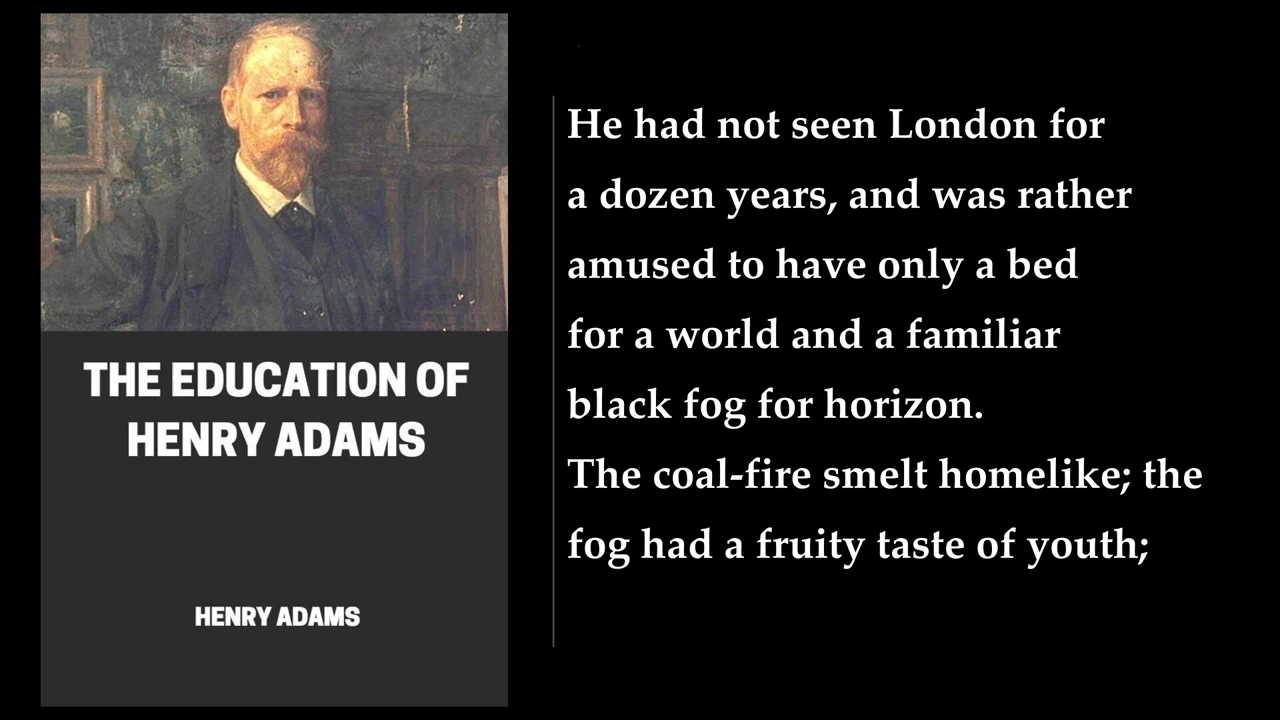 THE EDUCATION OF
HENRY ADAMS
HENRY ADAMS
He had not seen London for
a dozen years, and was rather
amused to have only a bed
for a world and a familiar
black fog for horizon.
The coal-fire smelt homelike; the
fog had a fruity taste of youth;